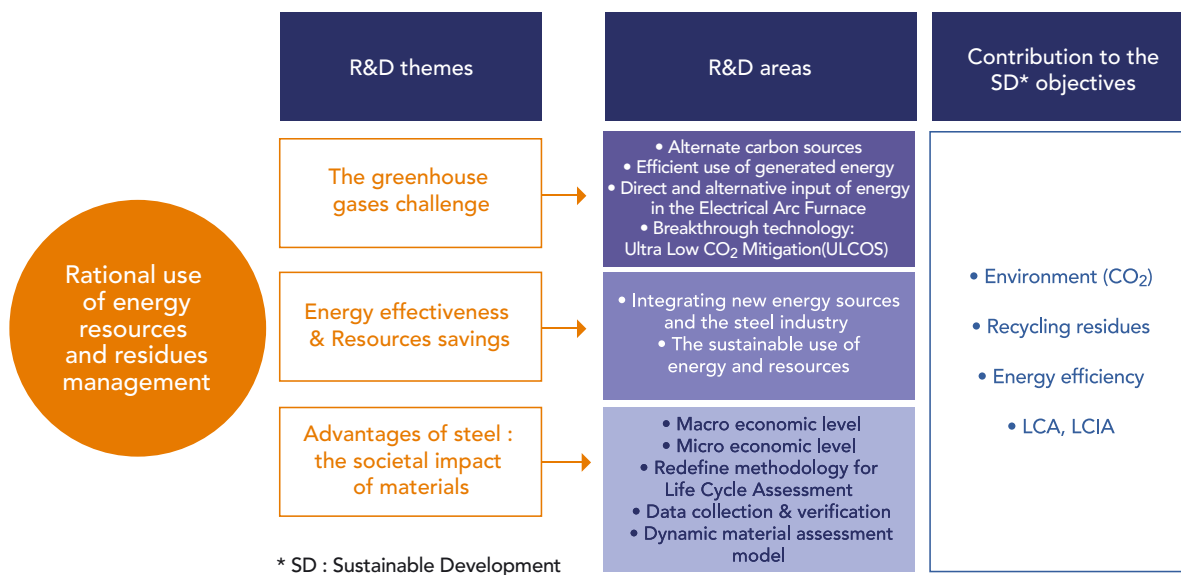 R&D themes
R&D areas
Contribution to the
SD* objectives
Rational use
of energy
resources
and residues
management
The greenhouse
gases challenge
• Alternate carbon sources
• Efficient use of generated energy
• Direct and alternative input of energy
in the Electrical Arc Furnace
• Breakthrough technology:
Ultra Low CO₂ Mitigation(ULCOS)
Energy effectiveness
& Resources savings
• Integrating new energy sources
and the steel industry
• The sustainable use of
energy and resources
Advantages of steel :
the societal impact
of materials
• Macro economic level
• Micro economic level
• Redefine methodology for
Life Cycle Assessment
• Data collection & verification
• Dynamic material assessment
model
• Environment (CO₂)
• Recycling residues
• Energy efficiency
• LCA, LCIA
* SD : Sustainable Development